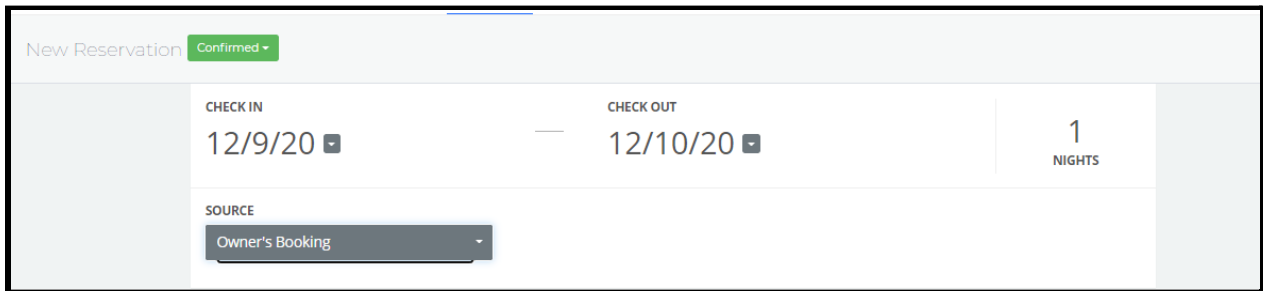 New Reservation Confirmed
CHECK IN CHECK OUT
12/9/20 12/10/20 1
NIGHTS
SOURCE
Owner's Booking